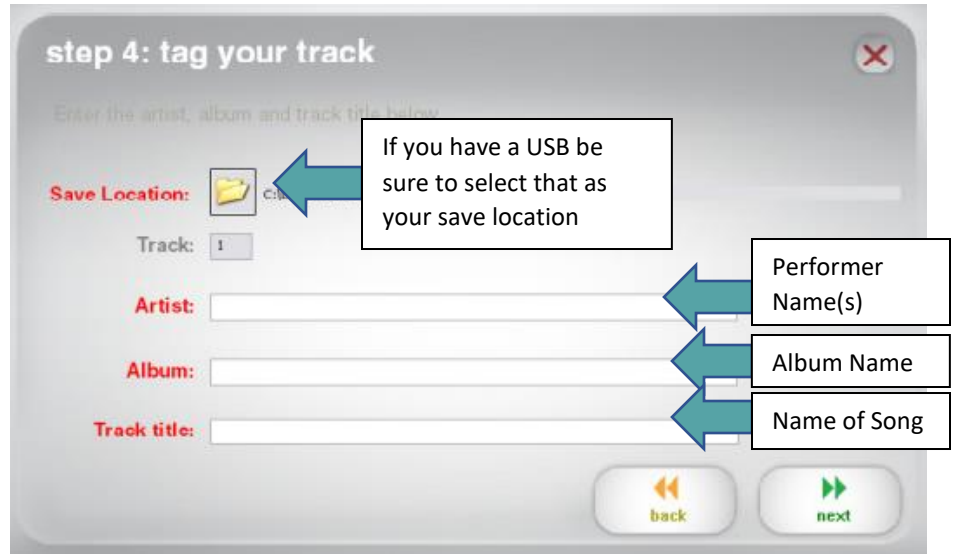 step 4: tag your track
Enter the artist, album and track title below
If you have a USB be
sure to select that as
your save location
Save Location:
Track: 1
Performer
Name(s)
Artist:
Album:
Album Name
Track title:
Name of Song
back
next